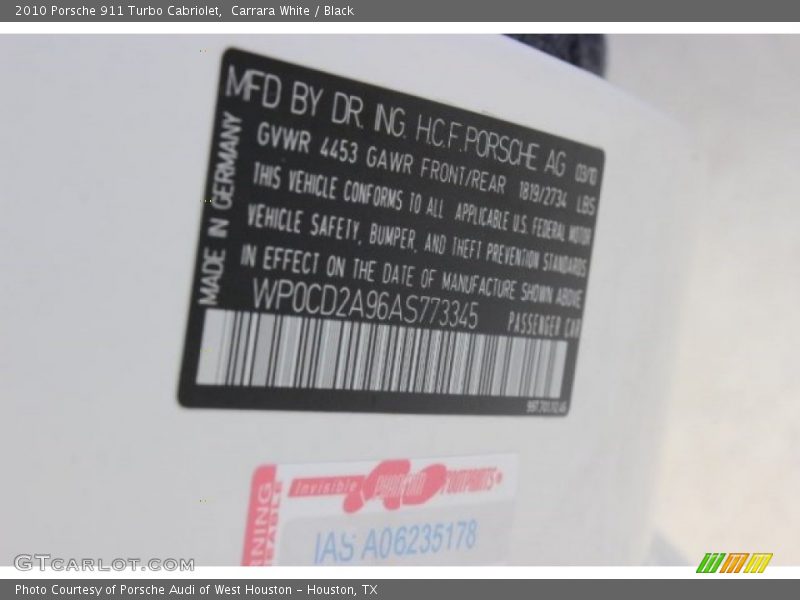 2010 Porsche 911 Turbo Cabriolet,  Carrara White / Black
MFD BY DR. ING. H.C.F. PORSCHE AG 03/10
GVWR 4453 GAWR FRONT/REAR 1819/2734 LBS
THIS VEHICLE CONFORMS TO ALL APPLICABLE U.S. FEDERAL MOTOR
VEHICLE SAFETY, BUMPER, AND THEFT PREVENTION STANDARDS
IN EFFECT ON THE DATE OF MANUFACTURE SHOWN ABOVE
WP0CD2A96AS773345 PASSENGER CAR
MADE IN GERMANY
Invisible PHANTOM FOOTPRINTS
IAS A06235178
GTCARLOT.COM
Photo Courtesy of Porsche Audi of West Houston – Houston, TX